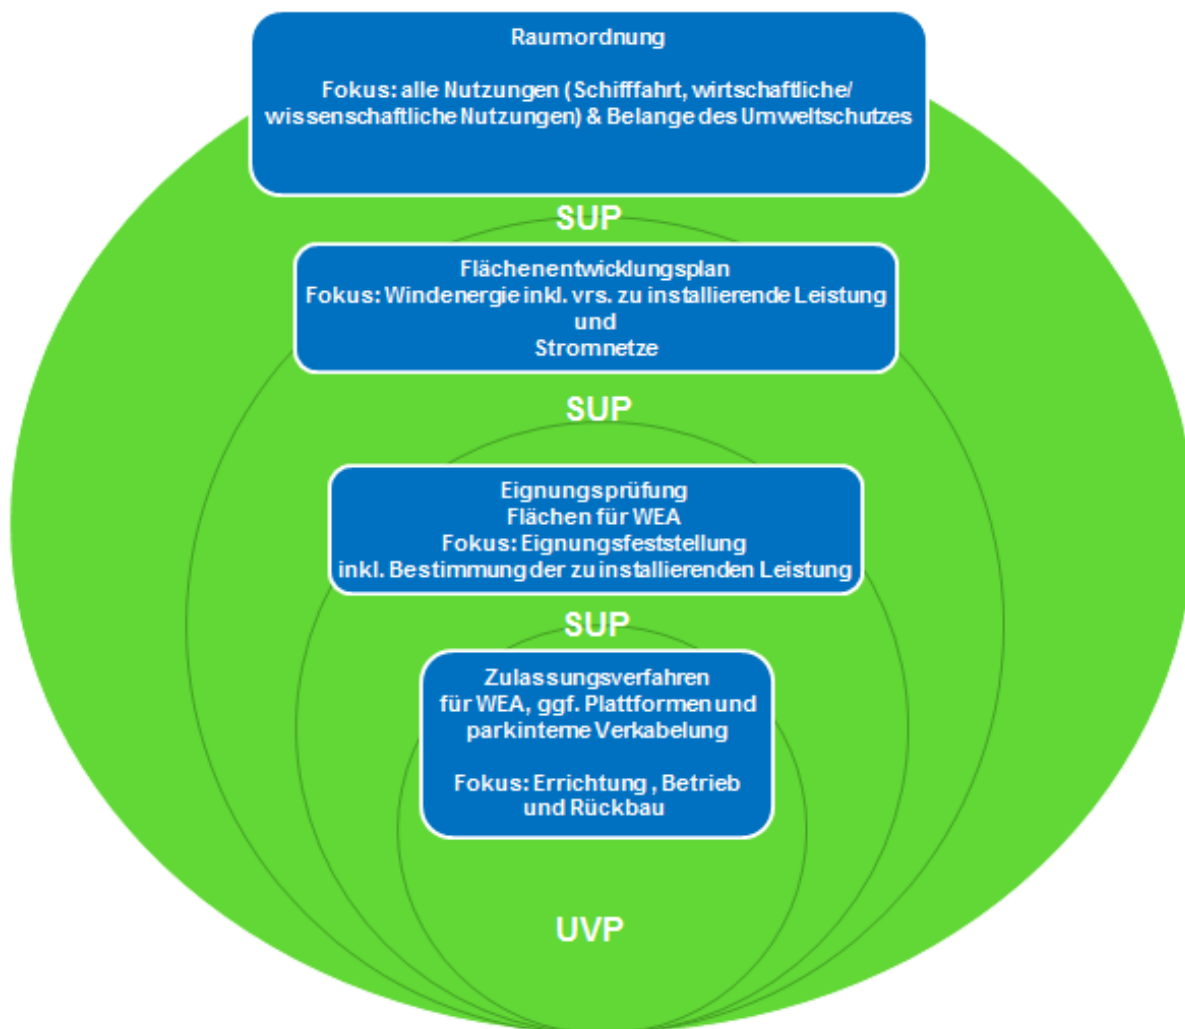 Raumordnung
Fokus: alle Nutzungen (Schifffahrt, wirtschaftliche/
wissenschaftliche Nutzungen) & Belange des Umweltschutzes
SUP
Flächenentwicklungsplan
Fokus: Windenergie inkl. vrs. zu installierende Leistung
und
Stromnetze
SUP
Eignungsprüfung
Flächen für WEA
Fokus: Eignungsfeststellung
inkl. Bestimmung der zu installierenden Leistung
SUP
Zulassungsverfahren
für WEA, ggf. Plattformen und
parkinterne Verkabelung
Fokus: Errichtung , Betrieb
und Rückbau
UVP